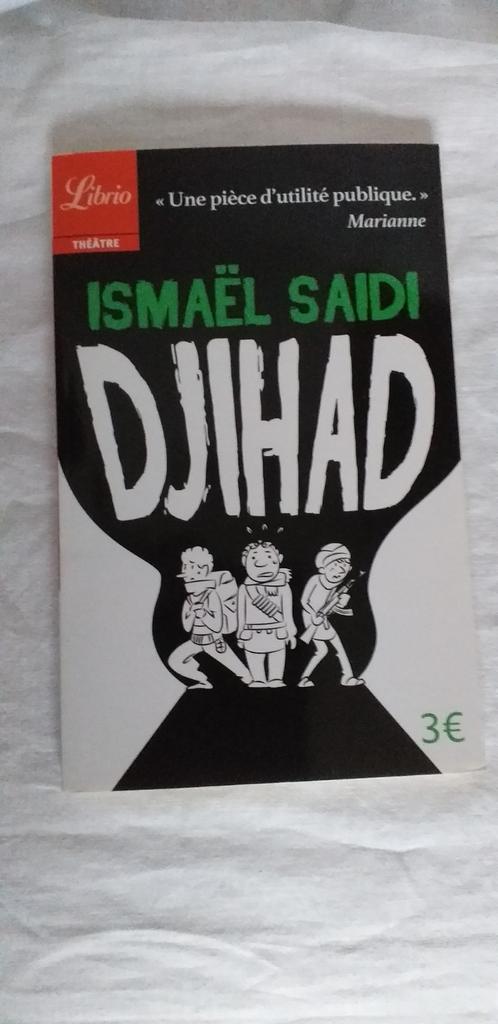 Librio
THÉÂTRE
« Une pièce d'utilité publique. »
Marianne
ISMAËL SAIDI
DJIHAD
3€